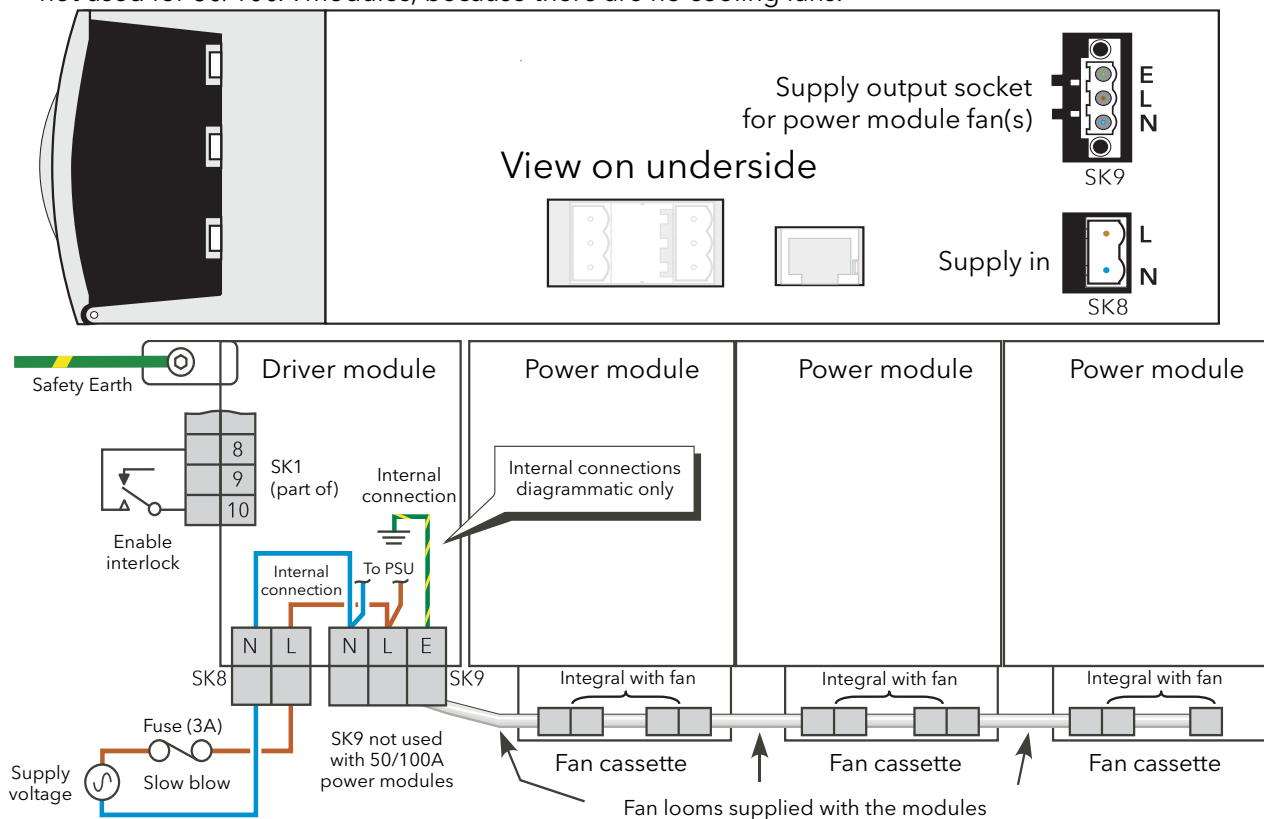 Supply output socket
for power module fan(s)
E
L
N
SK9
View on underside
Supply in
L
N
SK8
Safety Earth
Driver module
Power module
Power module
Power module
8
9
10
SK1
(part of)
Enable
interlock
Internal
connection
Internal connections
diagrammatic only
Internal
connection
To PSU
N
L
N
L
E
SK8
SK9
Integral with fan
Integral with fan
Integral with fan
Fuse (3A)
Slow blow
Supply
voltage
SK9 not used
with 50/100A
power modules
Fan cassette
Fan cassette
Fan cassette
Fan looms supplied with the modules